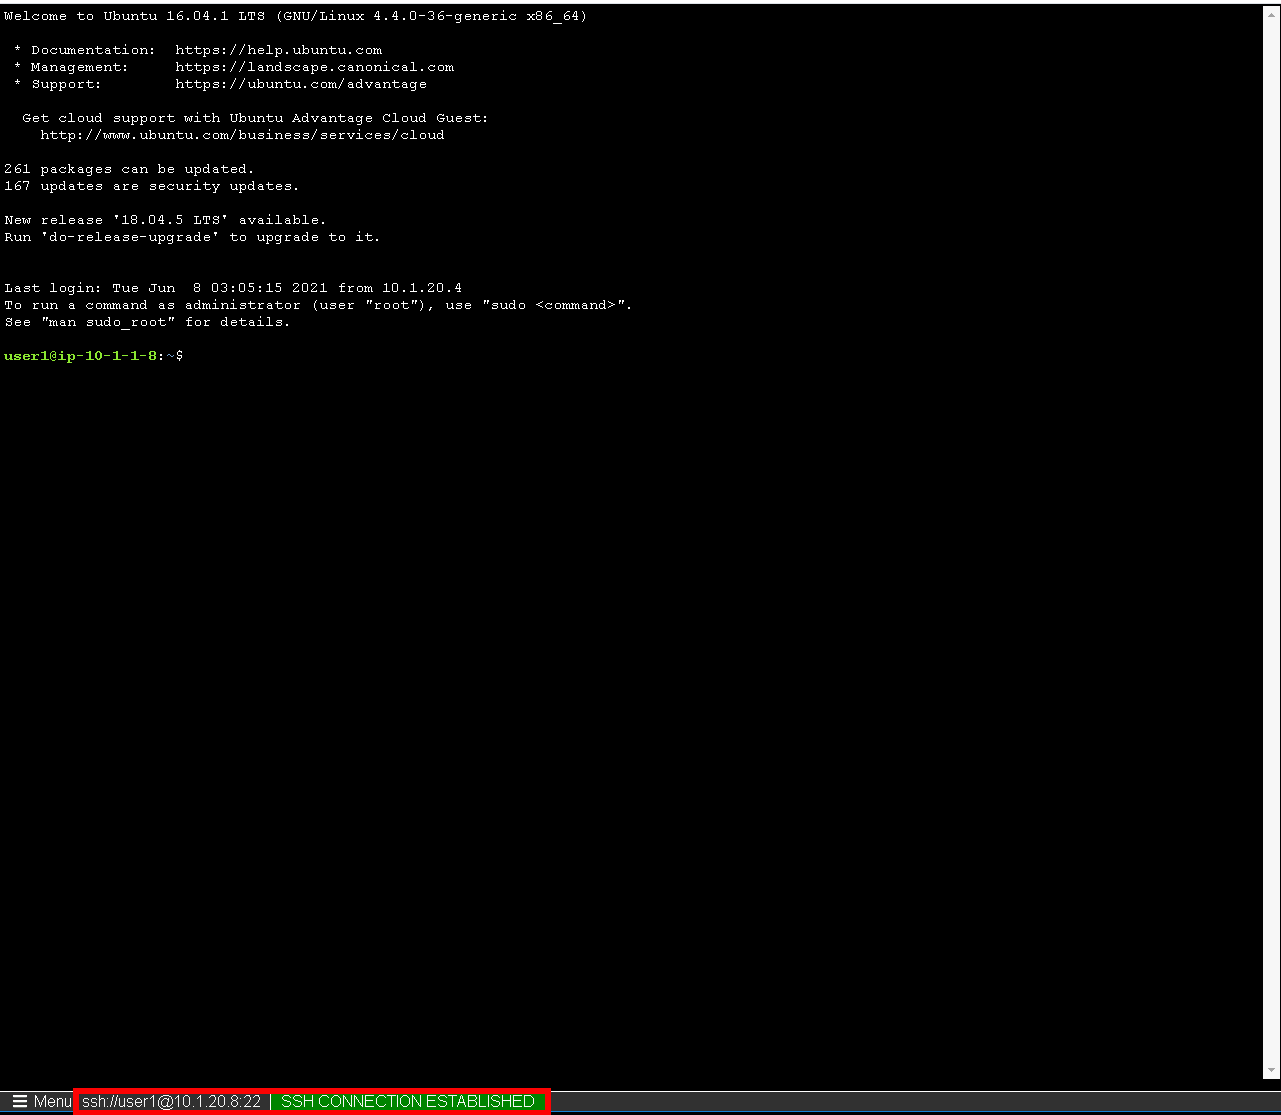 Welcome to Ubuntu 16.04.1 LTS (GNU/Linux 4.4.0-36-generic x86_64)
* Documentation:  https://help.ubuntu.com
* Management:     https://landscape.canonical.com
* Support:        https://ubuntu.com/advantage
Get cloud support with Ubuntu Advantage Cloud Guest:
http://www.ubuntu.com/business/services/cloud
261 packages can be updated.
167 updates are security updates.
New release '18.04.5 LTS' available.
Run 'do-release-upgrade' to upgrade to it.
Last login: Tue Jun  8 03:05:15 2021 from 10.1.20.4
To run a command as administrator (user "root"), use "sudo <command>".
See "man sudo_root" for details.
user1@ip-10-1-1-8:~$
☰ Menu ssh://user1@10.1.20.8:22 | SSH CONNECTION ESTABLISHED